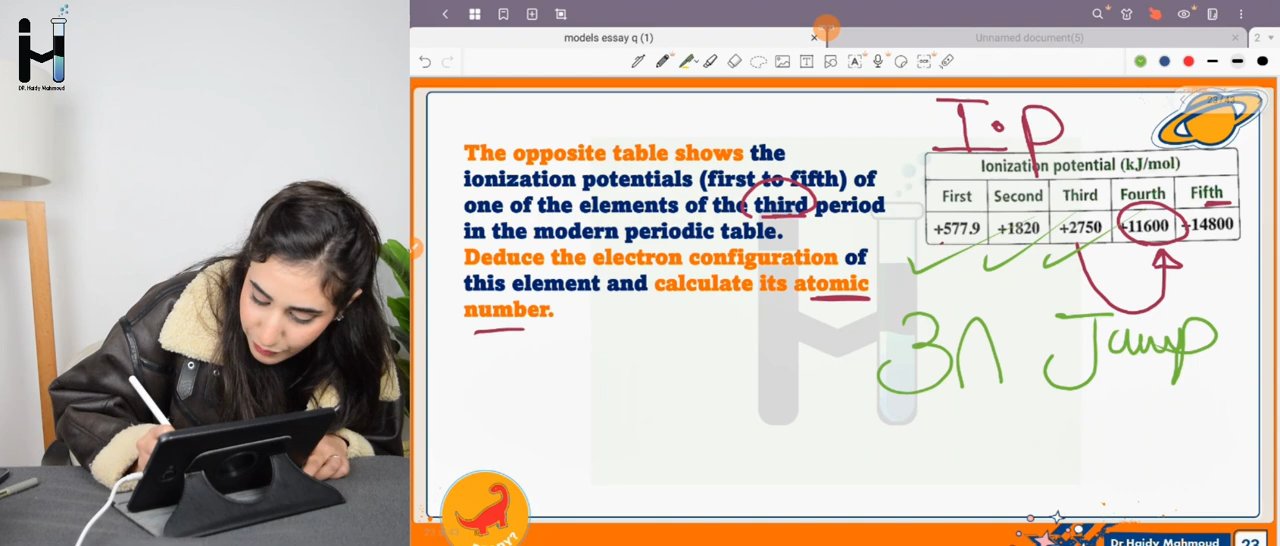 DR. Haidy Mahmoud
models essay q (1)
Unnamed document(5)
2
23/43
I.P
The opposite table shows the
ionization potentials (first to fifth) of
one of the elements of the third period
in the modern periodic table.
Deduce the electron configuration of
this element and calculate its atomic
number.
Ionization potential (kJ/mol)
First Second Third Fourth Fifth
+577.9 +1820 +2750 +11600 +14800
Jump
Dr Haidy Mahmoud
23